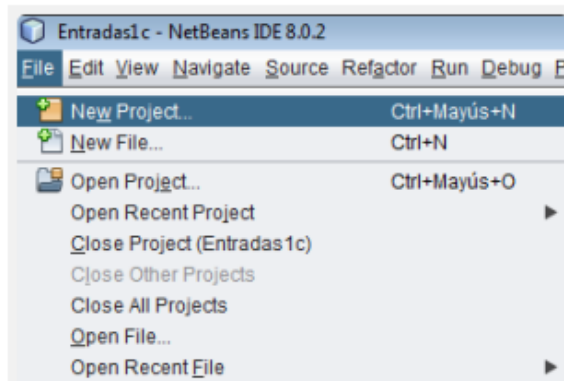 Entradas1c - NetBeans IDE 8.0.2
File Edit View Navigate Source Refactor Run Debug
New Project... Ctrl+Mayús+N
New File... Ctrl+N
Open Project... Ctrl+Mayús+O
Open Recent Project
Close Project (Entradas1c)
Close Other Projects
Close All Projects
Open File...
Open Recent File